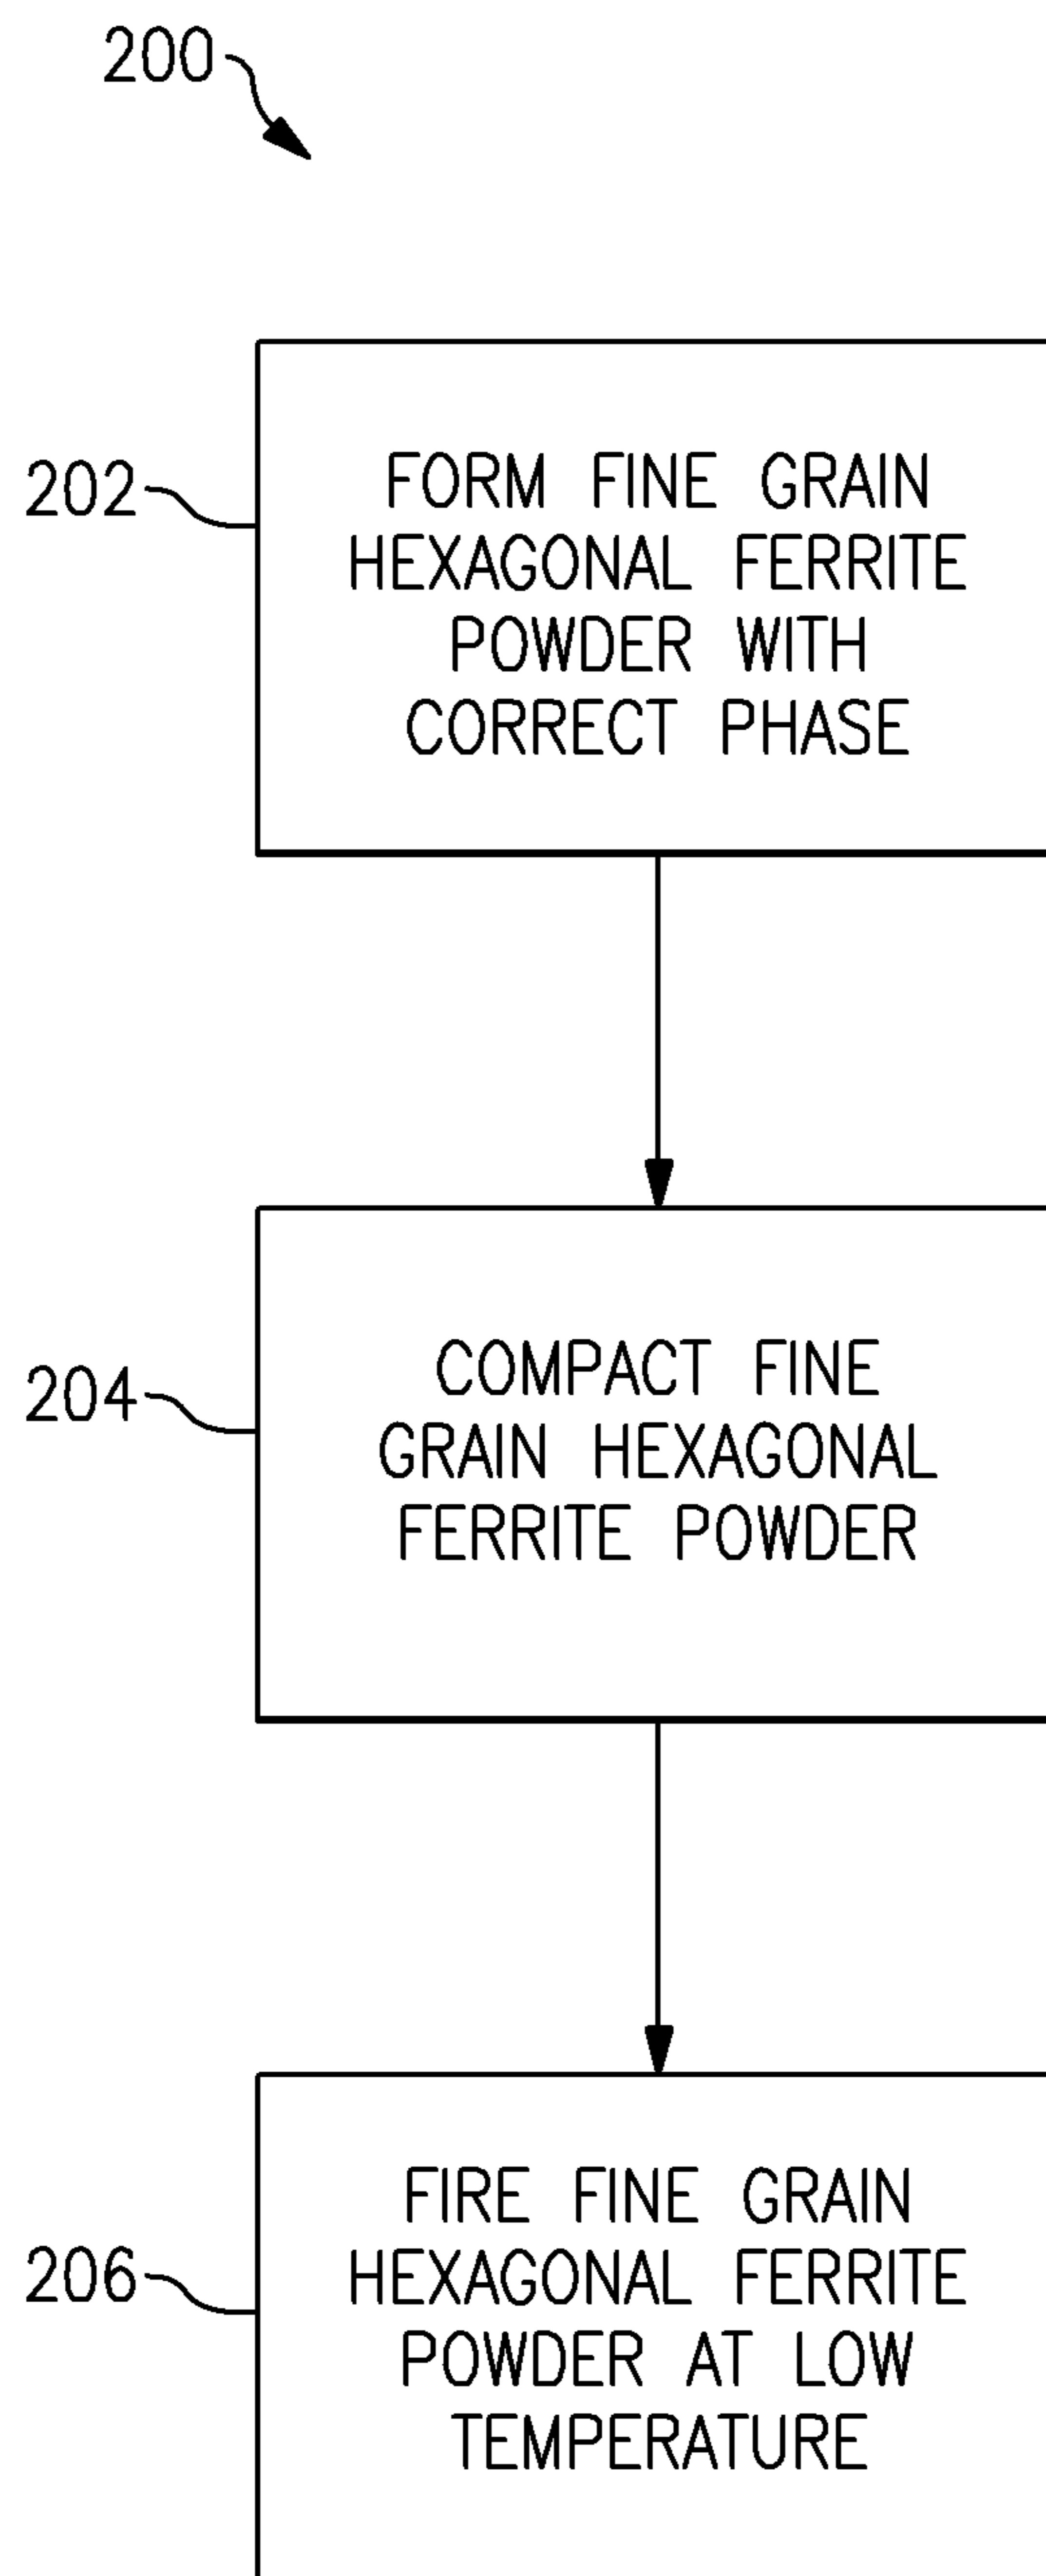 200
202
FORM FINE GRAIN
HEXAGONAL FERRITE
POWDER WITH
CORRECT PHASE
204
COMPACT FINE
GRAIN HEXAGONAL
FERRITE POWDER
206
FIRE FINE GRAIN
HEXAGONAL FERRITE
POWDER AT LOW
TEMPERATURE